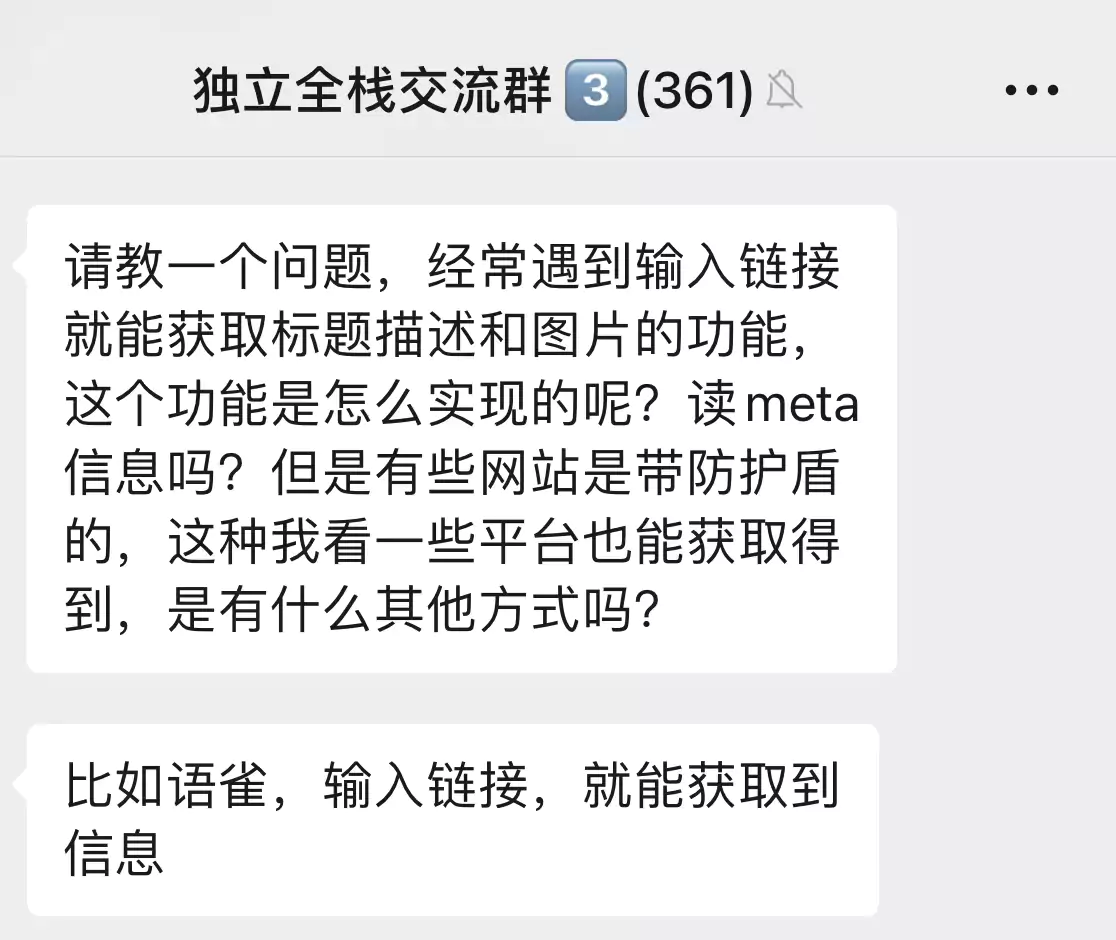 独立全栈交流群3️⃣(361)
请教一个问题，经常遇到输入链接
就能获取标题描述和图片的功能，
这个功能是怎么实现的呢？读meta
信息吗？但是有些网站是带防护盾
的，这种我看一些平台也能获取得
到，是有什么其他方式吗？
比如语雀，输入链接，就能获取到
信息